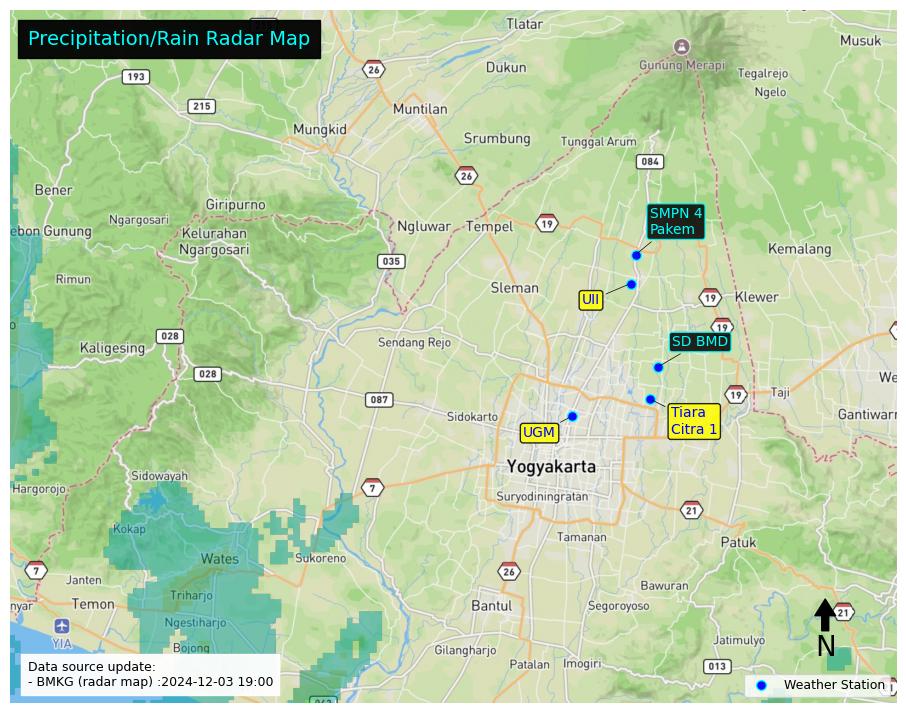 Precipitation/Rain Radar Map
Tlatar
Musuk
26
Dukun
Gunung Merapi
193
Tegalrejo
Ngelo
215
Muntilan
Mungkid
Srumbung
Tunggal Arum
084
26
Bener
Giripurno
Ngargosari
SMPN 4
Pakem
ebon Gunung
Kelurahan
Ngargosari
Ngluwar
Tempel
19
Kemalang
035
Rimun
Sleman
UII
19
Klewer
19
028
Kaligesing
Sendang Rejo
SD BMD
028
087
19
Taji
We
Sidokarto
Tiara
Citra 1
Gantiwarn
UGM
Yogyakarta
Sidowayah
Hargorojo
7
Suryodiningratan
21
Kokap
Tamanan
Patuk
Wates
Sukoreno
7
26
Janten
Bawuran
Triharjo
nyar
Temon
Bantul
Segoroyoso
21
Ngestiharjo
YIA
N
Bojong
Gilangharjo
Jatimulyo
Patalan
Imogiri
013
Data source update:
- BMKG (radar map) :2024-12-03 19:00
Weather Station